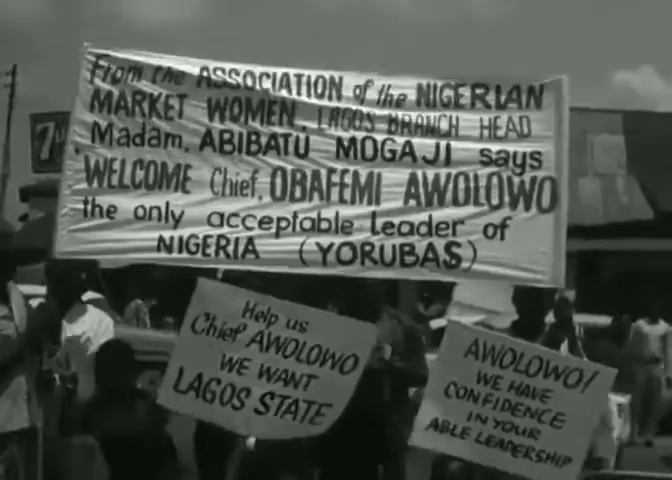 From the ASSOCIATION of the NIGERIAN
MARKET WOMEN, LAGOS BRANCH HEAD
Madam. ABIBATU MOGAJI says
WELCOME Chief. OBAFEMI AWOLOWO
the only acceptable Leader of
NIGERIA (YORUBAS)
7
Help us
Chief AWOLOWO
WE WANT
LAGOS STATE
AWOLOWO!
WE HAVE
CONFIDENCE
IN YOUR
ABLE LEADERSHIP